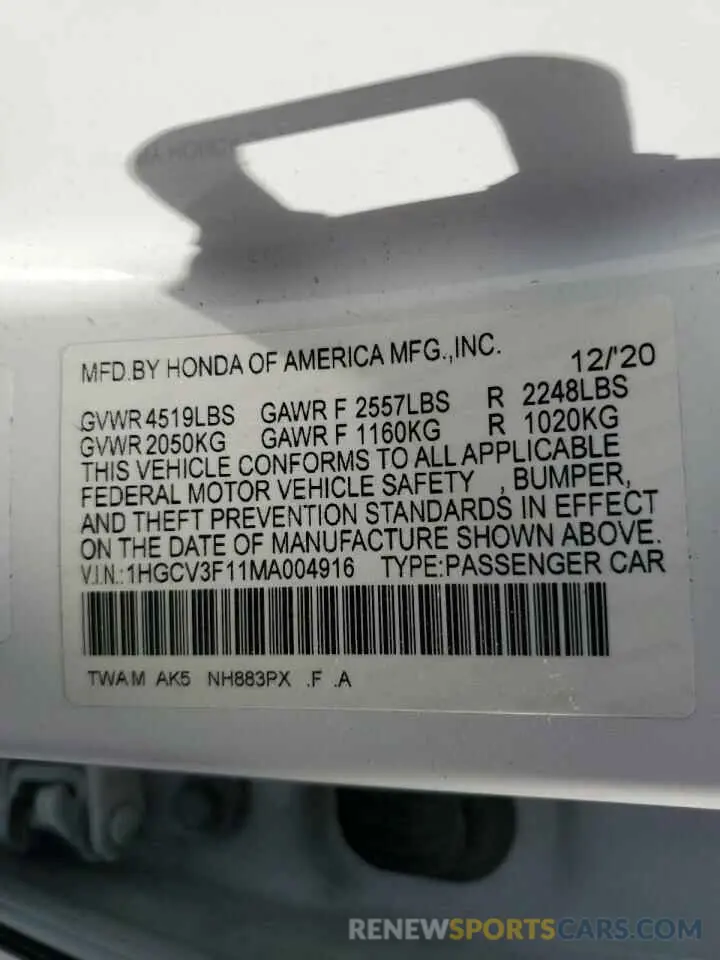 MFD.BY HONDA OF AMERICA MFG.,INC. 12/'20
GVWR 4519LBS GAWR F 2557LBS R 2248LBS
GVWR 2050KG GAWR F 1160KG R 1020KG
THIS VEHICLE CONFORMS TO ALL APPLICABLE
FEDERAL MOTOR VEHICLE SAFETY , BUMPER,
AND THEFT PREVENTION STANDARDS IN EFFECT
ON THE DATE OF MANUFACTURE SHOWN ABOVE.
V.I.N.:1HGCV3F11MA004916 TYPE:PASSENGER CAR
TWAM AK5 NH883PX .F .A
RENEWSPORTSCARS.COM